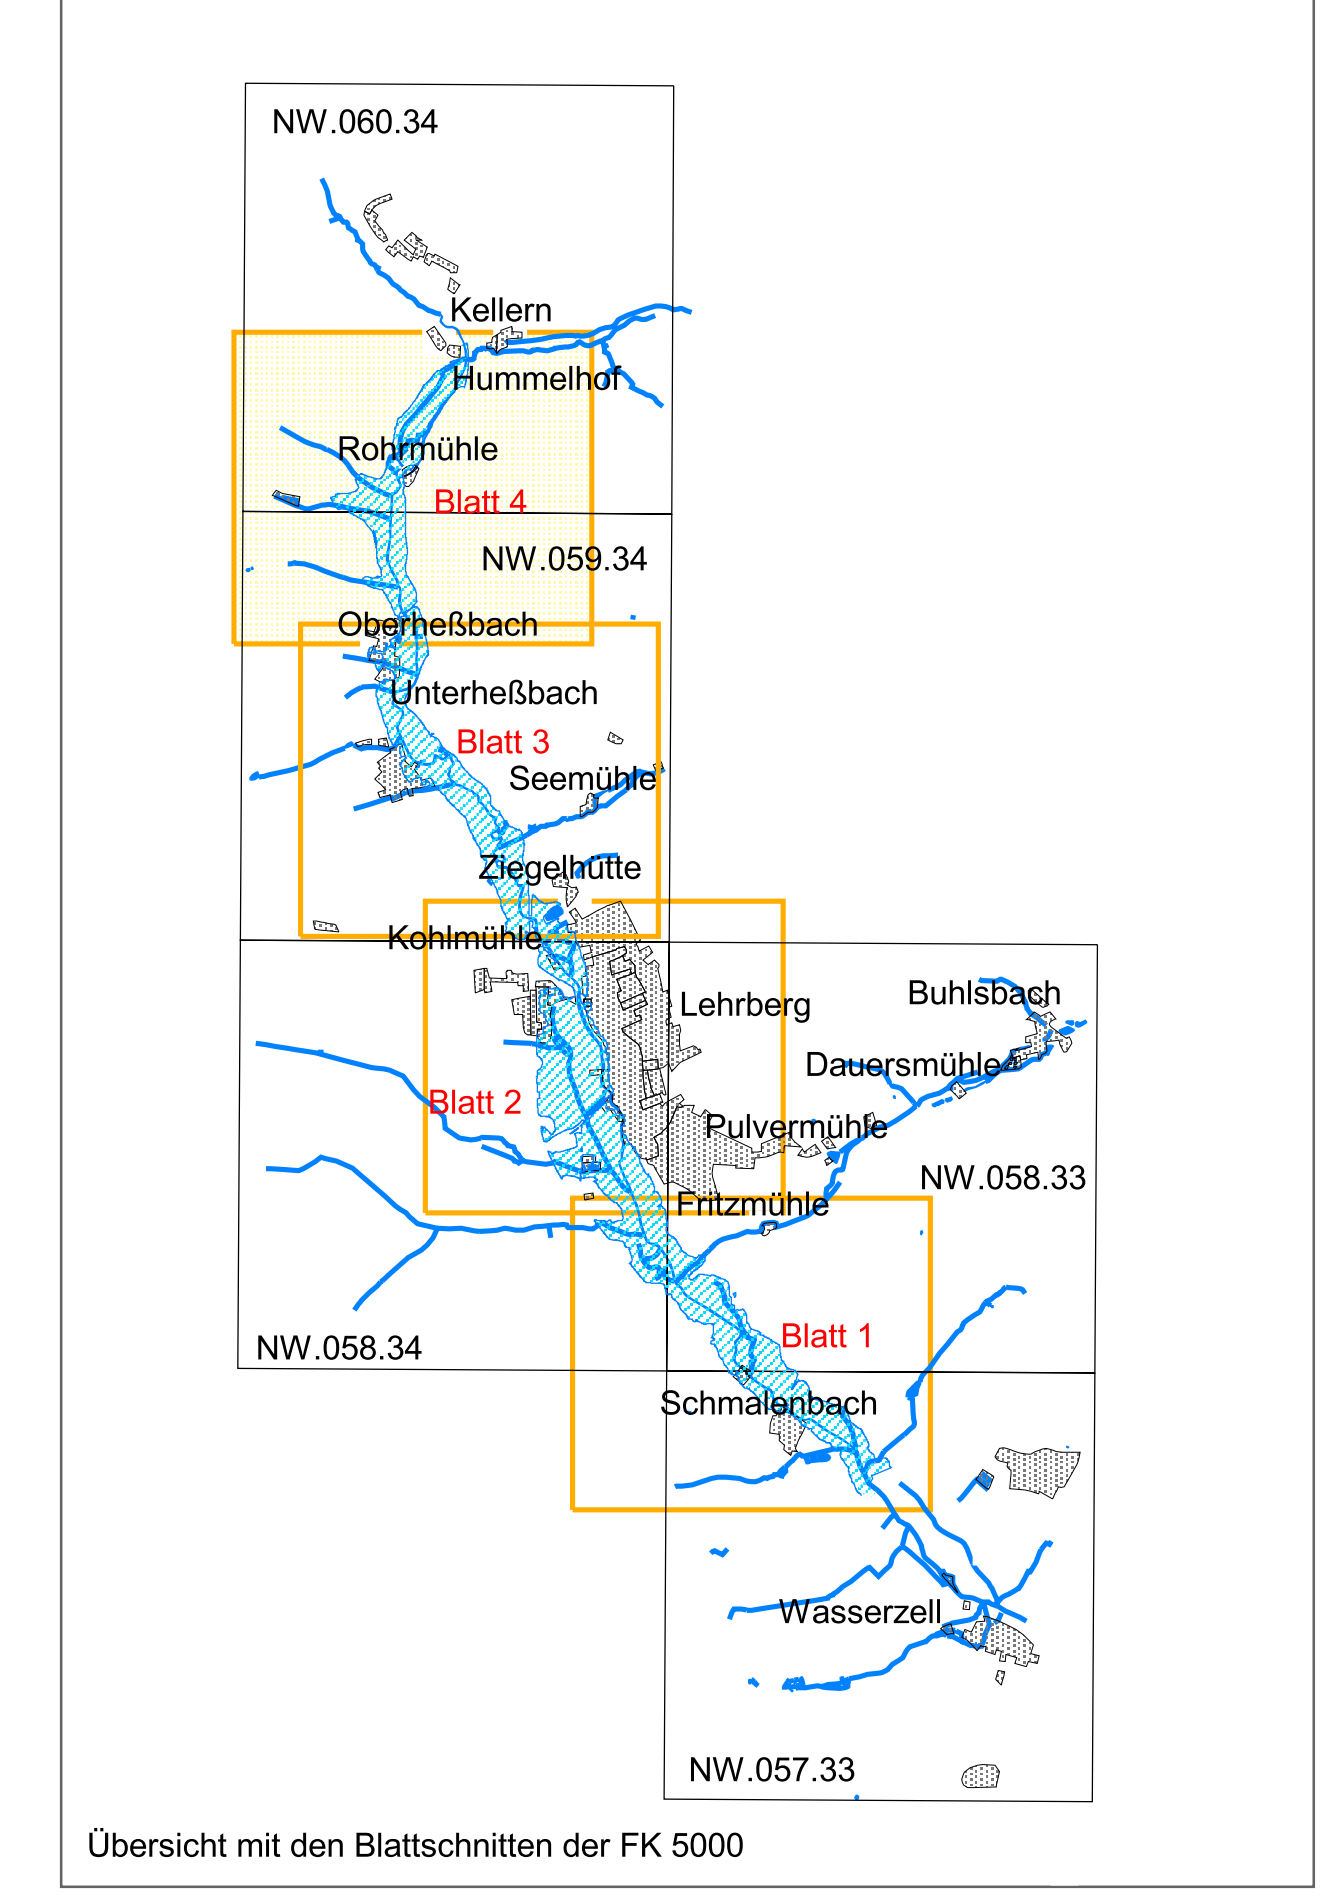 NW.060.34
Kellern
Hummelhof
Rohrmühle
Blatt 4
NW.059.34
Oberheßbach
Unterheßbach
Blatt 3
Seemühle
Ziegelhütte
Kohlmühle
Lehrberg
Buhlsbach
Dauersmühle
Blatt 2
Pulvermühle
NW.058.33
Fritzmühle
Blatt 1
NW.058.34
Schmalenbach
Wasserzell
NW.057.33
Übersicht mit den Blattschnitten der FK 5000